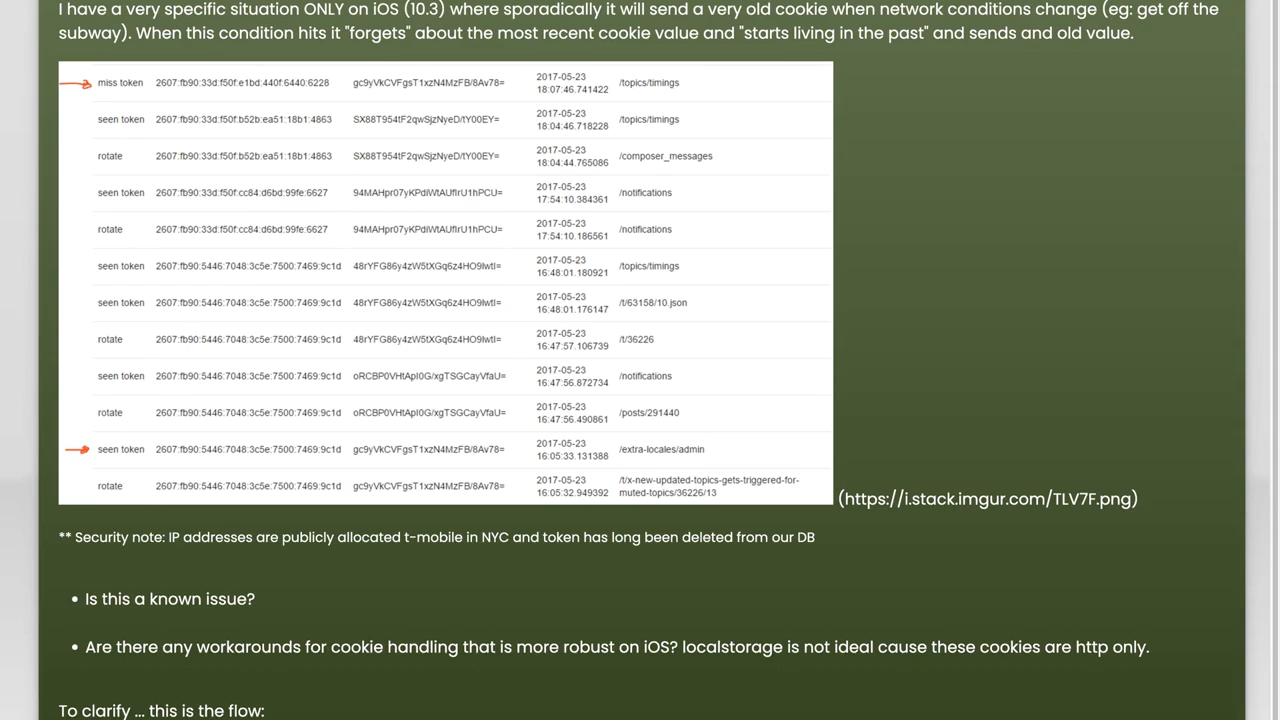 I have a very specific situation ONLY on iOS (10.3) where sporadically it will send a very old cookie when network conditions change (eg: get off the
subway). When this condition hits it "forgets" about the most recent cookie value and "starts living in the past" and sends and old value.
miss token 2607:fb90:33d:f50f:e1bd:440f:6440:6228 gc9yVkCVFgsT1xzN4MzFB/8Av78= 2017-05-23 18:07:46.741422 /topics/timings
seen token 2607:fb90:33d:f50f:b52b:ea51:18b1:4863 SX88T954tF2qwSjzNyeD/tY00EY= 2017-05-23 18:04:46.718228 /topics/timings
rotate 2607:fb90:33d:f50f:b52b:ea51:18b1:4863 SX88T954tF2qwSjzNyeD/tY00EY= 2017-05-23 18:04:44.765086 /composer_messages
seen token 2607:fb90:33d:f50f:cc84:d6bd:99fe:6627 94MAHpr07yKPdiWtAUfIrU1hPCU= 2017-05-23 17:54:10.384361 /notifications
rotate 2607:fb90:33d:f50f:cc84:d6bd:99fe:6627 94MAHpr07yKPdiWtAUfIrU1hPCU= 2017-05-23 17:54:10.186561 /notifications
seen token 2607:fb90:5446:7048:3c5e:7500:7469:9c1d 48rYFG86y4zW5tXGq6z4HO9IwtI= 2017-05-23 16:48:01.180921 /topics/timings
seen token 2607:fb90:5446:7048:3c5e:7500:7469:9c1d 48rYFG86y4zW5tXGq6z4HO9IwtI= 2017-05-23 16:48:01.176147 /t/63158/10.json
rotate 2607:fb90:5446:7048:3c5e:7500:7469:9c1d 48rYFG86y4zW5tXGq6z4HO9IwtI= 2017-05-23 16:47:57.106739 /t/36226
seen token 2607:fb90:5446:7048:3c5e:7500:7469:9c1d oRCBP0VHtApI0G/xgTSGCayVfaU= 2017-05-23 16:47:56.872734 /notifications
rotate 2607:fb90:5446:7048:3c5e:7500:7469:9c1d oRCBP0VHtApI0G/xgTSGCayVfaU= 2017-05-23 16:47:56.490861 /posts/291440
seen token 2607:fb90:5446:7048:3c5e:7500:7469:9c1d gc9yVkCVFgsT1xzN4MzFB/8Av78= 2017-05-23 16:05:33.131388 /extra-locales/admin
rotate 2607:fb90:5446:7048:3c5e:7500:7469:9c1d gc9yVkCVFgsT1xzN4MzFB/8Av78= 2017-05-23 16:05:32.949392 /t/x-new-updated-topics-gets-triggered-for-muted-topics/36226/13
(https://i.stack.imgur.com/TLV7F.png)
** Security note: IP addresses are publicly allocated t-mobile in NYC and token has long been deleted from our DB
• Is this a known issue?
• Are there any workarounds for cookie handling that is more robust on iOS? localstorage is not ideal cause these cookies are http only.
To clarify ... this is the flow: